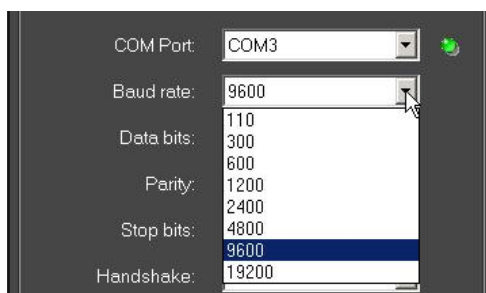 COM Port: COM3
Baud rate: 9600
110
Data bits: 300
600
Parity: 1200
2400
Stop bits: 4800
9600
Handshake: 19200